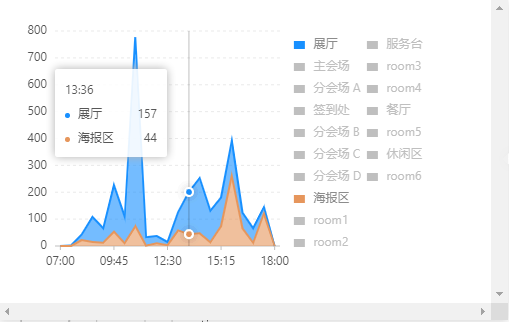 800
700
600
500
400
300
200
100
0
07:00 09:45 12:30 15:15 18:00
13:36
展厅 157
海报区 44
展厅 服务台
主会场 room3
分会场 A room4
签到处 餐厅
分会场 B room5
分会场 C 休闲区
分会场 D room6
海报区
room1
room2